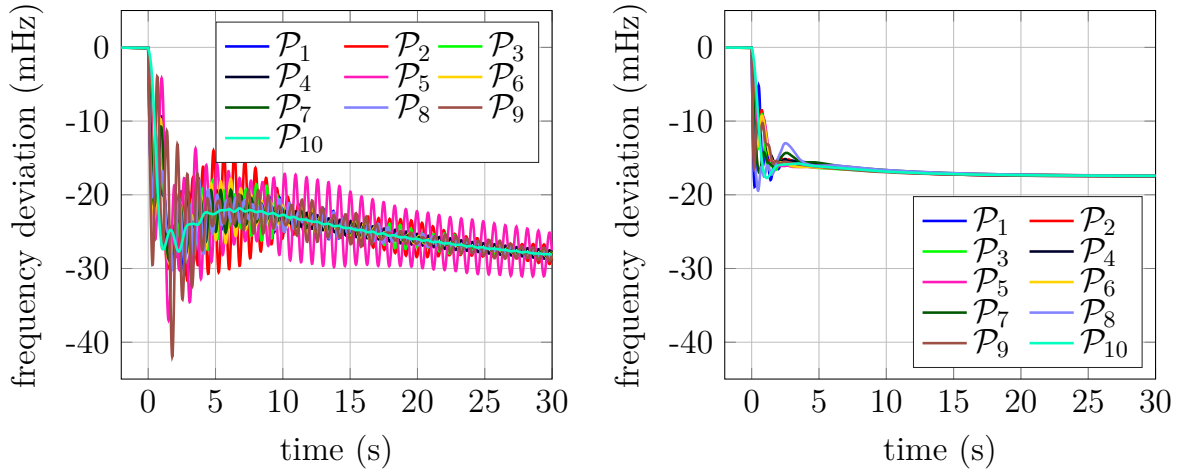 0
-10
-20
-30
-40
0 5 10 15 20 25 30
time (s)
frequency deviation (mHz)
𝒫1 𝒫2 𝒫3
𝒫4 𝒫5 𝒫6
𝒫7 𝒫8 𝒫9
𝒫10
0
-10
-20
-30
-40
0 5 10 15 20 25 30
time (s)
frequency deviation (mHz)
𝒫1 𝒫2
𝒫3 𝒫4
𝒫5 𝒫6
𝒫7 𝒫8
𝒫9 𝒫10